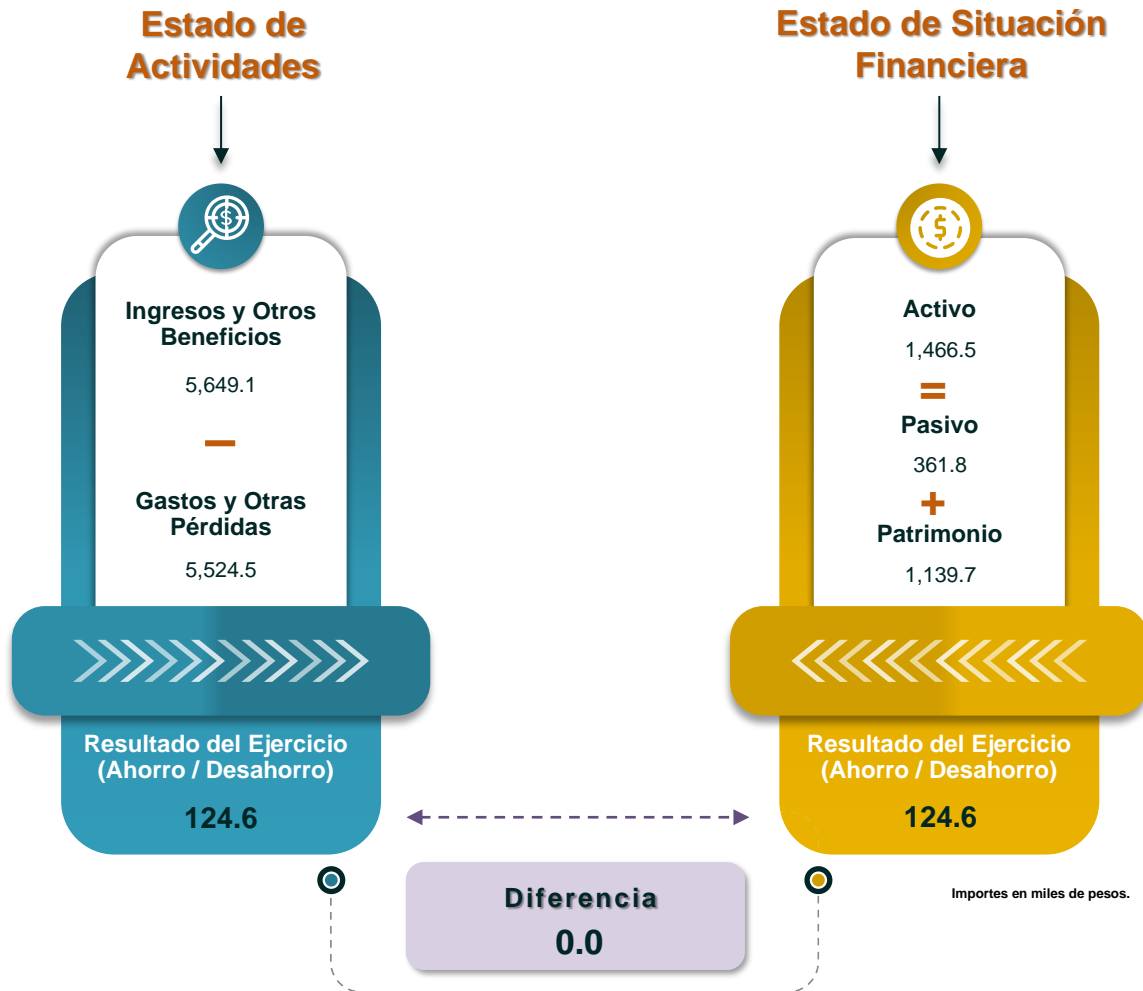 Estado de
Actividades
Ingresos y Otros
Beneficios
5,649.1
−
Gastos y Otras
Pérdidas
5,524.5
Resultado del Ejercicio
(Ahorro / Desahorro)
124.6
Estado de Situación
Financiera
$
Activo
1,466.5
=
Pasivo
361.8
+
Patrimonio
1,139.7
Resultado del Ejercicio
(Ahorro / Desahorro)
124.6
Diferencia
0.0
Importes en miles de pesos.